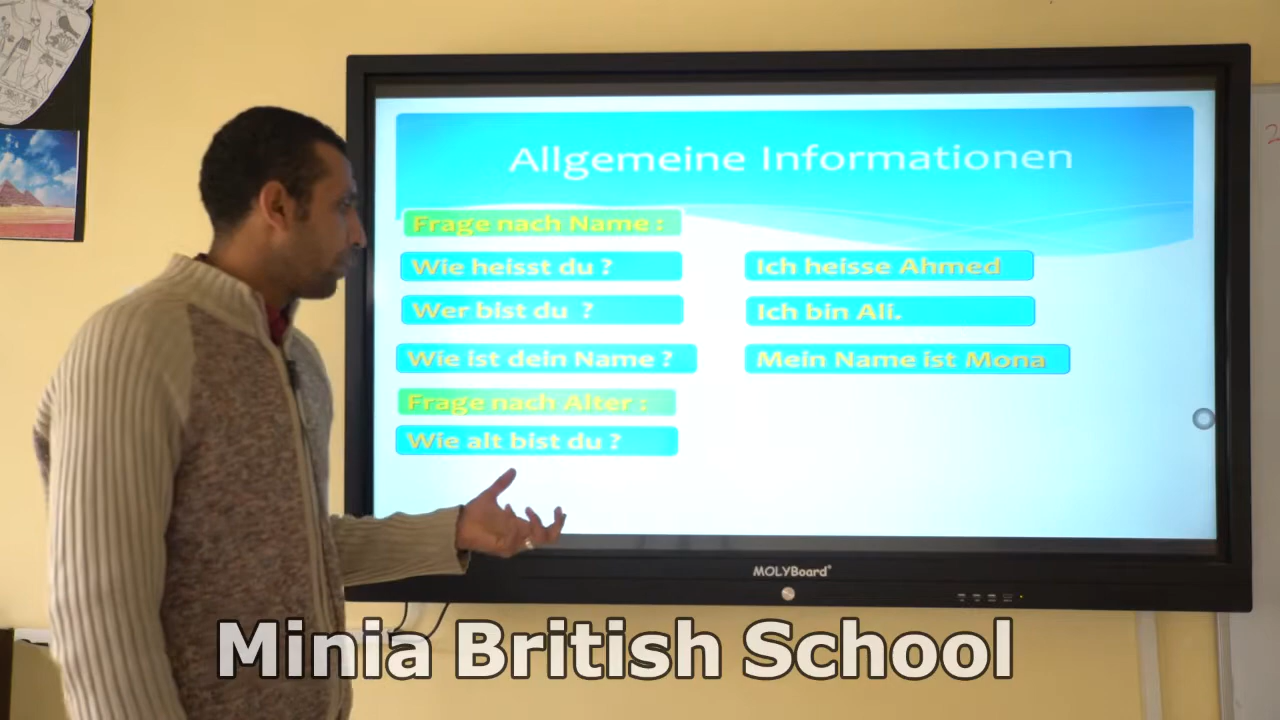 Allgemeine Informationen
Frage nach Name :
Wie heisst du ?
Ich heisse Ahmed
Wer bist du ?
Ich bin Ali.
Wie ist dein Name ?
Mein Name ist Mona
Frage nach Alter :
Wie alt bist du ?
MOLYBoard
Minia British School